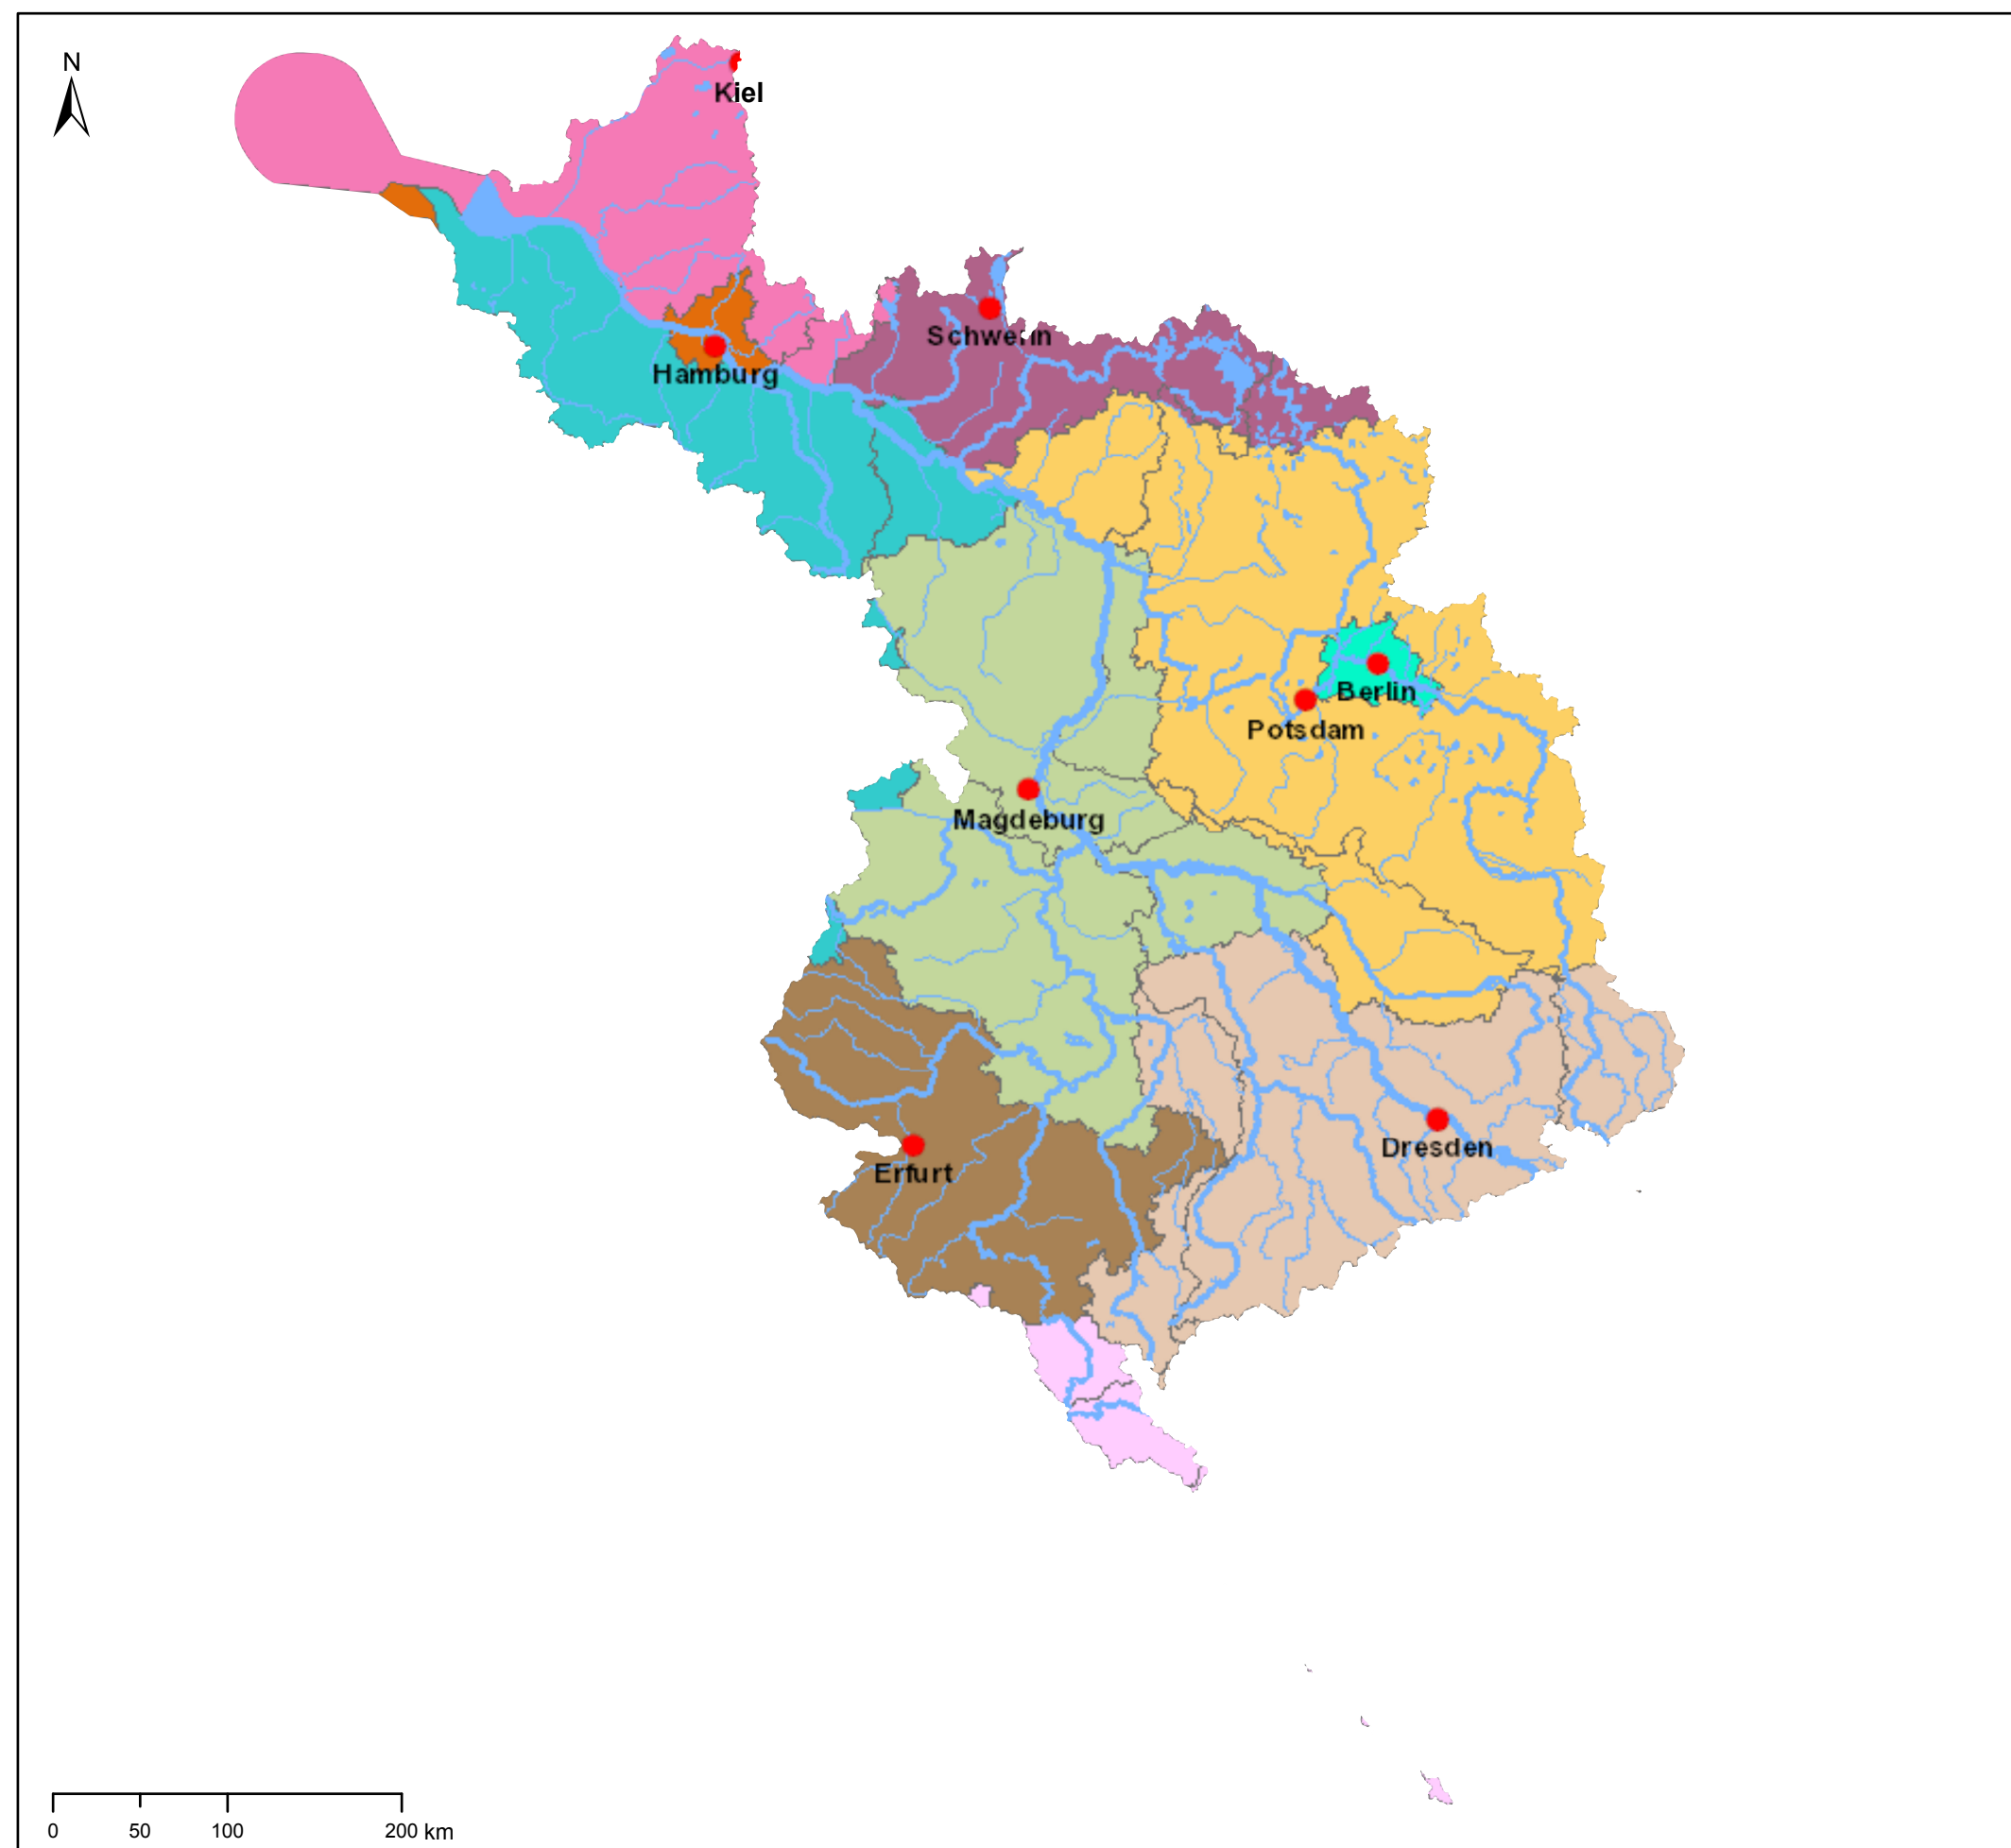 N
Kiel
Schwerin
Hamburg
Berlin
Potsdam
Magdeburg
Dresden
Erfurt
0 50 100 200 km